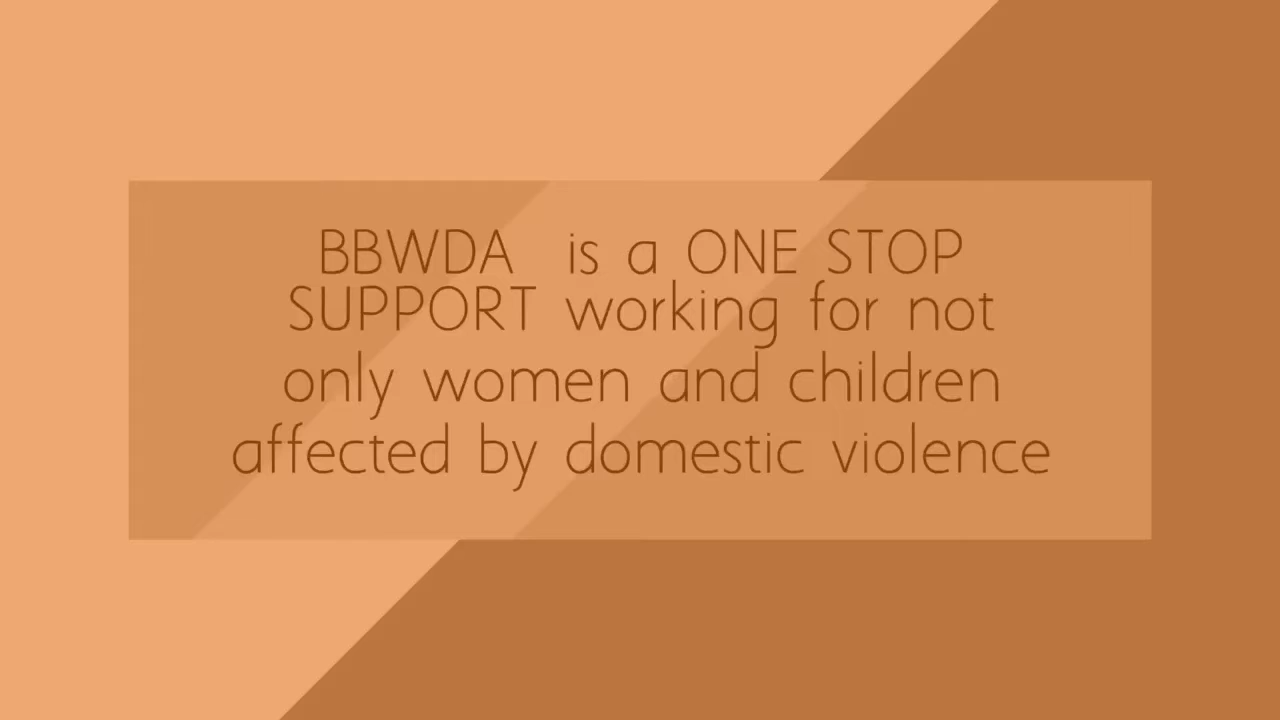 BBWDA is a ONE STOP
SUPPORT working for not
only women and children
affected by domestic violence